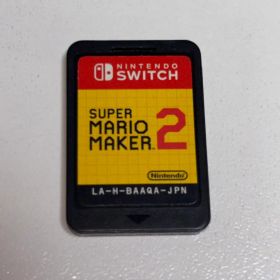 NINTENDO
SWITCH
SUPER
MARIO
MAKER 2
Nintendo
LA-H-BAAQA-JPN